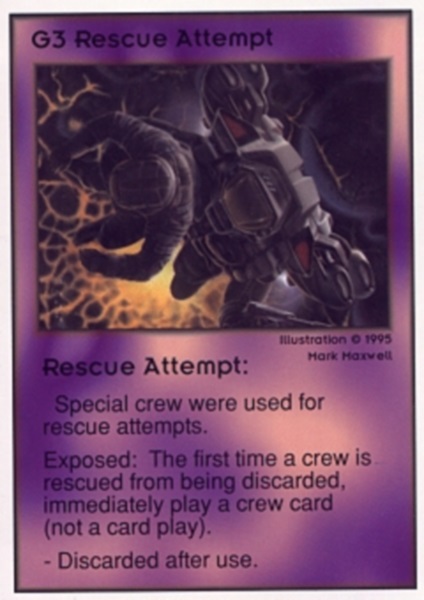 G3 Rescue Attempt
Illustration © 1995
Mark Maxwell
Rescue Attempt:
Special crew were used for
rescue attempts.
Exposed: The first time a crew is
rescued from being discarded,
immediately play a crew card
(not a card play).
- Discarded after use.